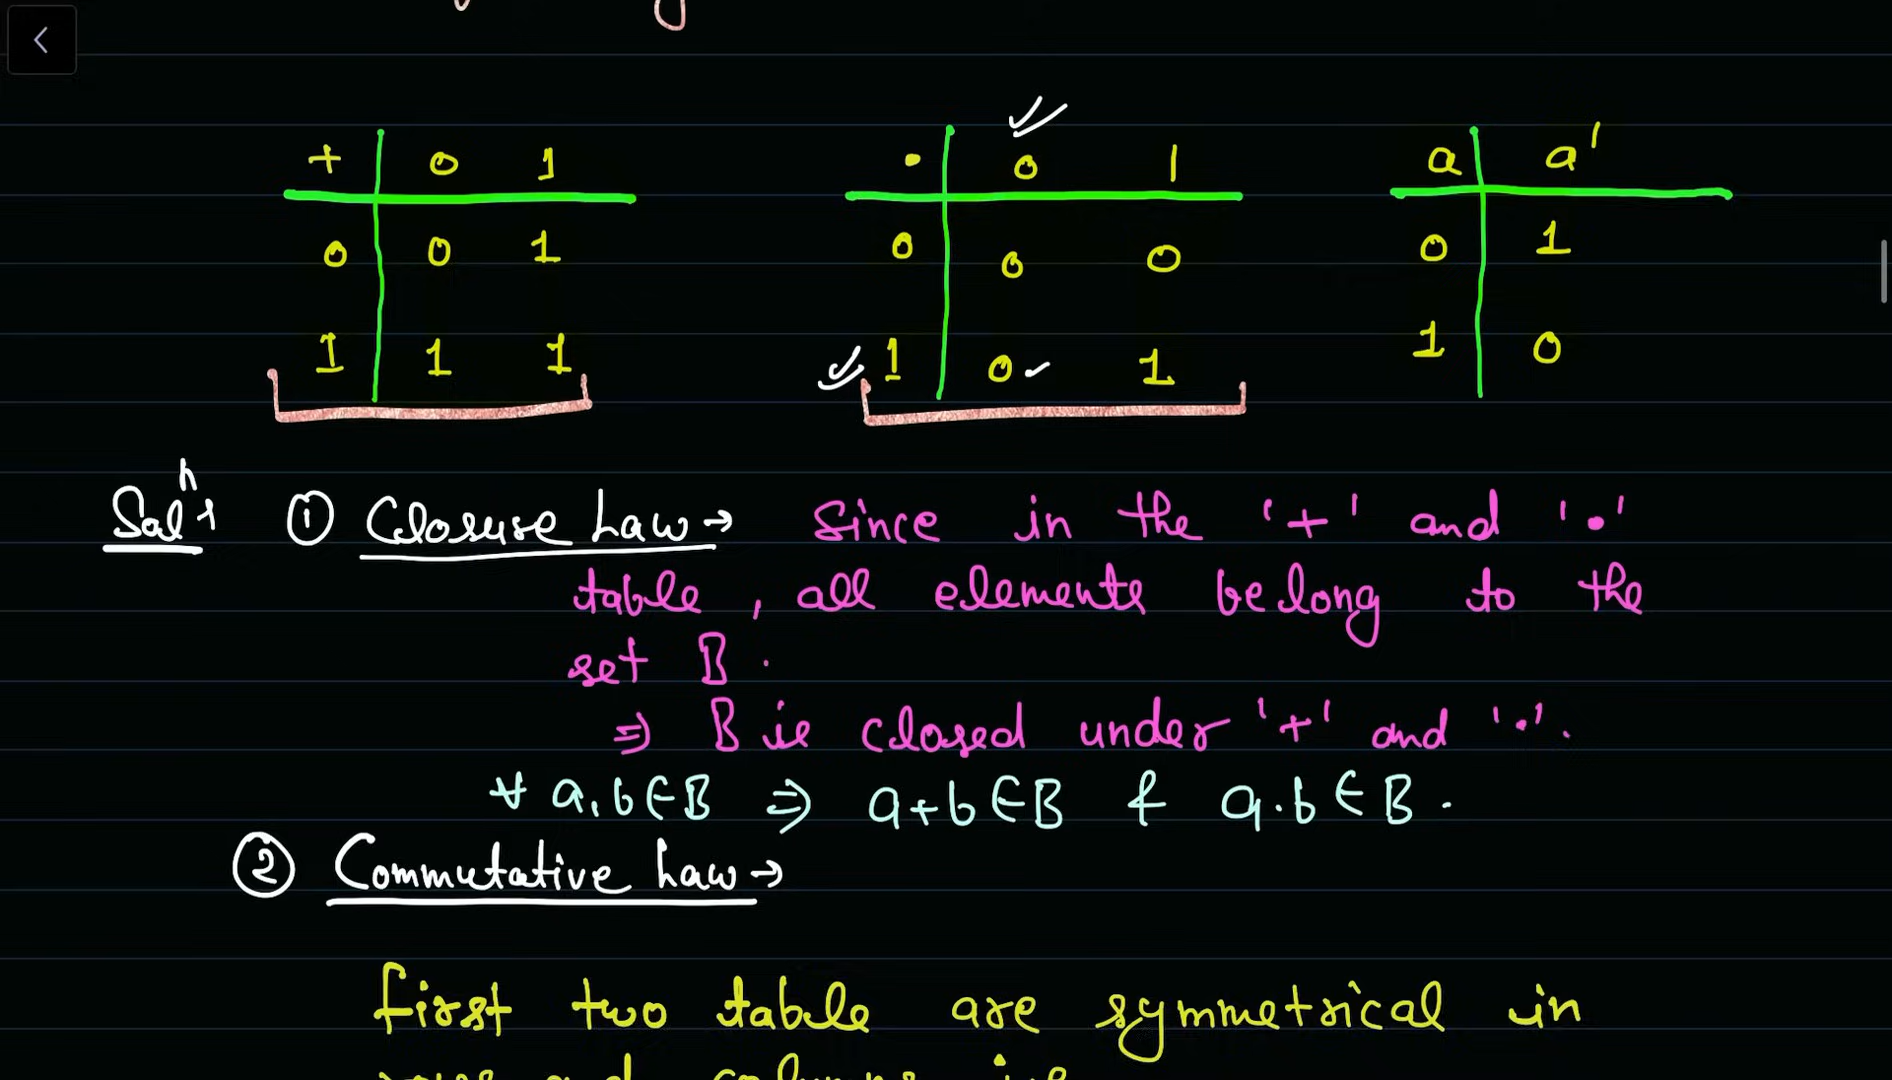 + 0 1
0 0 1
1 1 1
• 0 1
0 0 0
1 0 1
a a'
0 1
1 0
Solⁿ: ① Closure Law → Since in the '+' and '•'
table, all elements belong to the
set B.
⇒ B is closed under '+' and '•'.
∀ a, b ∈ B ⇒ a+b ∈ B & a.b ∈ B.
② Commutative Law →
first two table are symmetrical in